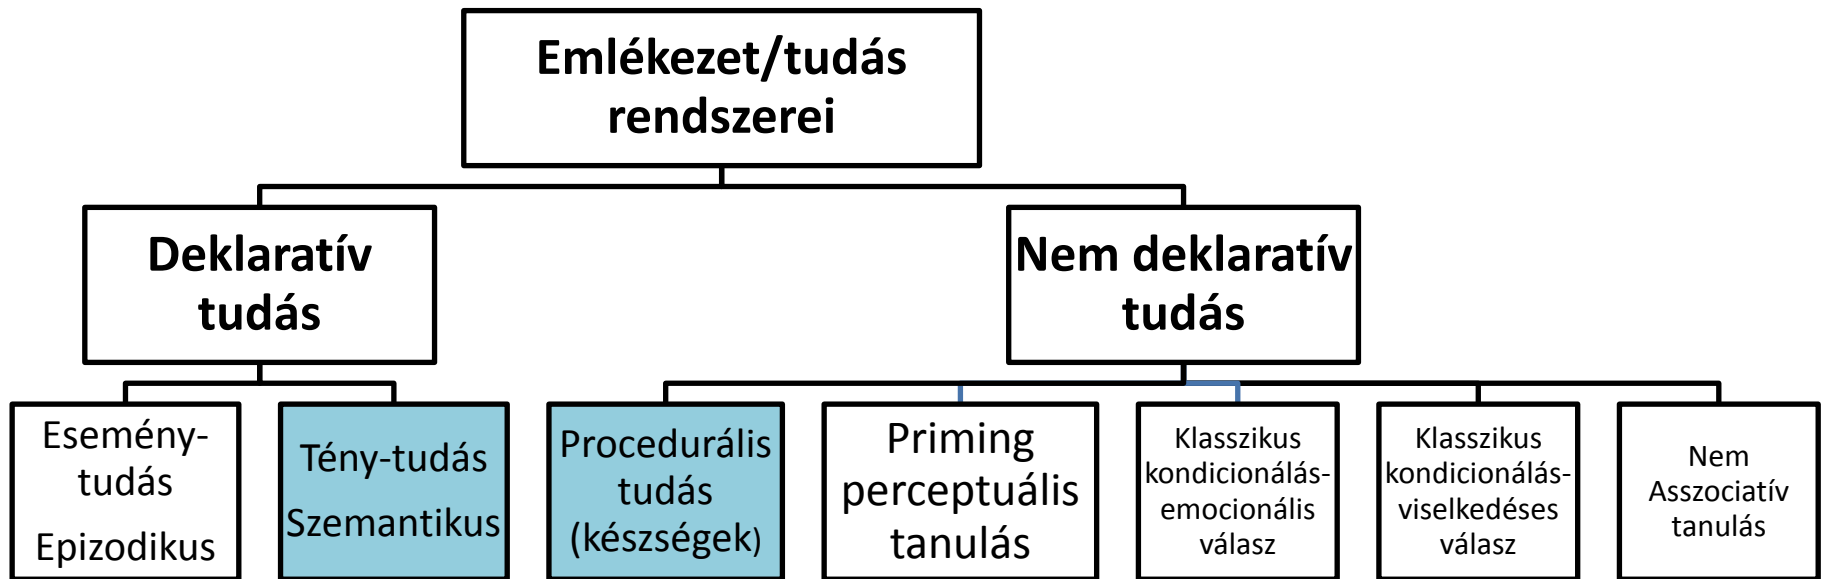 Emlékezet/tudás
rendszerei
Deklaratív
tudás
Nem deklaratív
tudás
Esemény-
tudás
Epizodikus
Tény-tudás
Szemantikus
Procedurális
tudás
(készségek)
Priming
perceptuális
tanulás
Klasszikus
kondicionálás-
emocionális
válasz
Klasszikus
kondicionálás-
viselkedéses
válasz
Nem
Asszociatív
tanulás